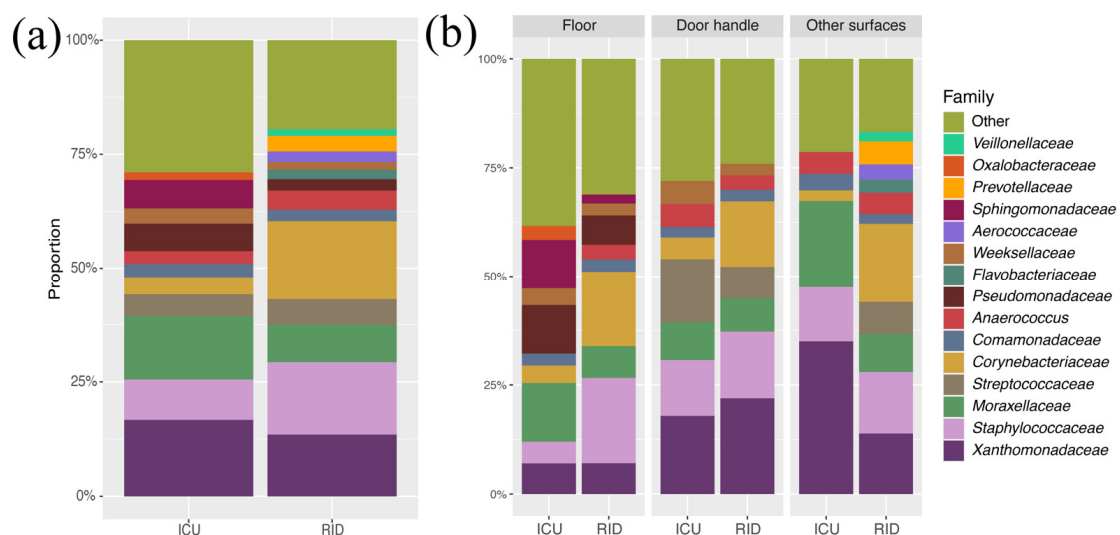 (a)
100%
75%
50%
25%
0%
Proportion
ICU
RID
(b)
Floor
Door handle
Other surfaces
100%
75%
50%
25%
0%
ICU
RID
ICU
RID
ICU
RID
Family
Other
Veillonellaceae
Oxalobacteraceae
Prevotellaceae
Sphingomonadaceae
Aerococcaceae
Weeksellaceae
Flavobacteriaceae
Pseudomonadaceae
Anaerococcus
Comamonadaceae
Corynebacteriaceae
Streptococcaceae
Moraxellaceae
Staphylococcaceae
Xanthomonadaceae